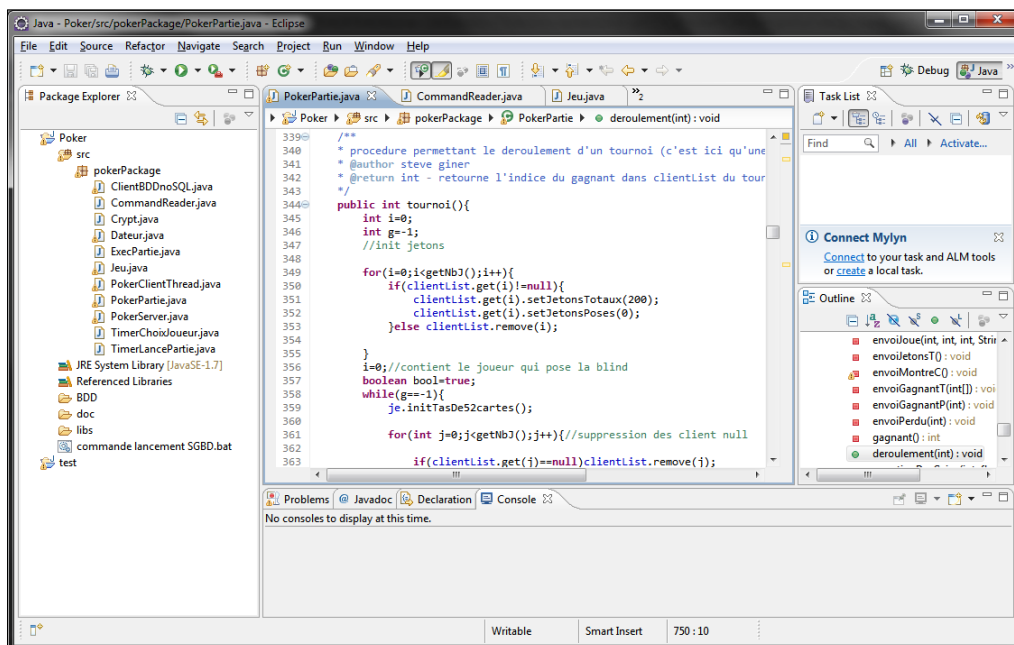 Java - Poker/src/pokerPackage/PokerPartie.java - Eclipse
File Edit Source Refactor Navigate Search Project Run Window Help
Debug Java
Package Explorer
Poker
src
pokerPackage
ClientBDDnoSQL.java
CommandReader.java
Crypt.java
Dateur.java
ExecPartie.java
Jeu.java
PokerClientThread.java
PokerPartie.java
PokerServer.java
TimerChoixJoueur.java
TimerLancePartie.java
JRE System Library [JavaSE-1.7]
Referenced Libraries
BDD
doc
libs
commande lancement SGBD.bat
test
PokerPartie.java CommandReader.java Jeu.java »2
Poker src pokerPackage PokerPartie deroulement(int) : void
339 /**
340 * procedure permettant le deroulement d'un tournoi (c'est ici qu'une
341 * @author steve giner
342 * @return int - retourne l'indice du gagnant dans clientList du tour
343 */
344 public int tournoi(){
345 int i=0;
346 int g=-1;
347 //init jetons
348
349 for(i=0;i<getNbJ();i++){
350 if(clientList.get(i)!=null){
351 clientList.get(i).setJetonsTotaux(200);
352 clientList.get(i).setJetonsPoses(0);
353 }else clientList.remove(i);
354
355 }
356 i=0;//contient le joueur qui pose la blind
357 boolean bool=true;
358 while(g==-1){
359 je.initTasDe52cartes();
360
361 for(int j=0;j<getNbJ();j++){//suppression des client null
362
363 if(clientList.get(j)==null)clientList.remove(j);
Task List
Find All Activate...
Connect Mylyn
Connect to your task and ALM tools
or create a local task.
Outline
envoiJoue(int, int, int, Strin
envoiJetonsT() : void
envoiMontreC() : void
envoiGagnantT(int[]) : voi
envoiGagnantP(int) : void
envoiPerdu(int) : void
gagnant() : int
deroulement(int) : void
Problems @ Javadoc Declaration Console
No consoles to display at this time.
Writable Smart Insert 750 : 10